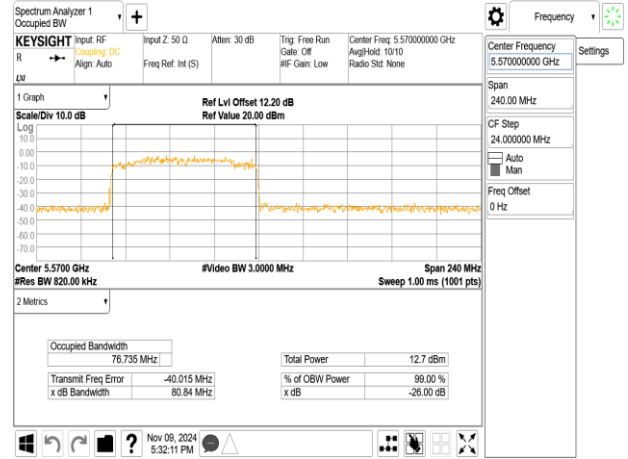 Spectrum Analyzer 1
Occupied BW
Frequency
KEYSIGHT
R
LXI
Input: RF
Coupling: DC
Align: Auto
Input Z: 50 Ω
Freq Ref: Int (S)
Atten: 30 dB
Trig: Free Run
Gate: Off
#IF Gain: Low
Center Freq: 5.570000000 GHz
Avg|Hold: 10/10
Radio Std: None
Center Frequency
5.570000000 GHz
Settings
Span
240.00 MHz
CF Step
24.000000 MHz
Auto
Man
Freq Offset
0 Hz
1 Graph
Ref Lvl Offset 12.20 dB
Scale/Div 10.0 dB
Ref Value 20.00 dBm
Log
10.0
0.00
-10.0
-20.0
-30.0
-40.0
-50.0
-60.0
-70.0
Center 5.5700 GHz
#Video BW 3.0000 MHz
Span 240 MHz
#Res BW 820.00 kHz
Sweep 1.00 ms (1001 pts)
2 Metrics
Occupied Bandwidth
76.735 MHz
Total Power 12.7 dBm
Transmit Freq Error -40.015 MHz
% of OBW Power 99.00 %
x dB Bandwidth 80.84 MHz
x dB -26.00 dB
?
Nov 09, 2024
5:32:11 PM